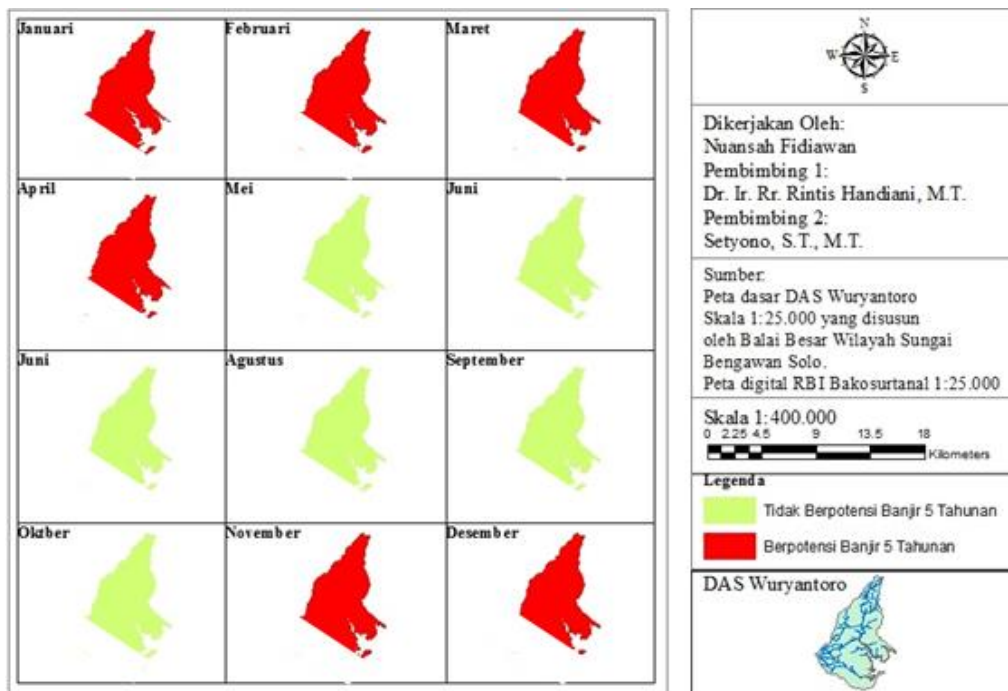 Januari
Februari
Maret
April
Mei
Juni
Juni
Agustus
September
Oktber
November
Desember
N
W E
S
Dikerjakan Oleh:
Nuansah Fidiawan
Pembimbing 1:
Dr. Ir. Rr. Rintis Handiani, M.T.
Pembimbing 2:
Setyono, S.T., M.T.
Sumber:
Peta dasar DAS Wuryantoro
Skala 1:25.000 yang disusun
oleh Balai Besar Wilayah Sungai
Bengawan Solo.
Peta digital RBI Bakosurtanal 1:25.000
Skala 1:400.000
0 2.25 4.5 9 13.5 18
Kilometers
Legenda
Tidak Berpotensi Banjir 5 Tahunan
Berpotensi Banjir 5 Tahunan
DAS Wuryantoro